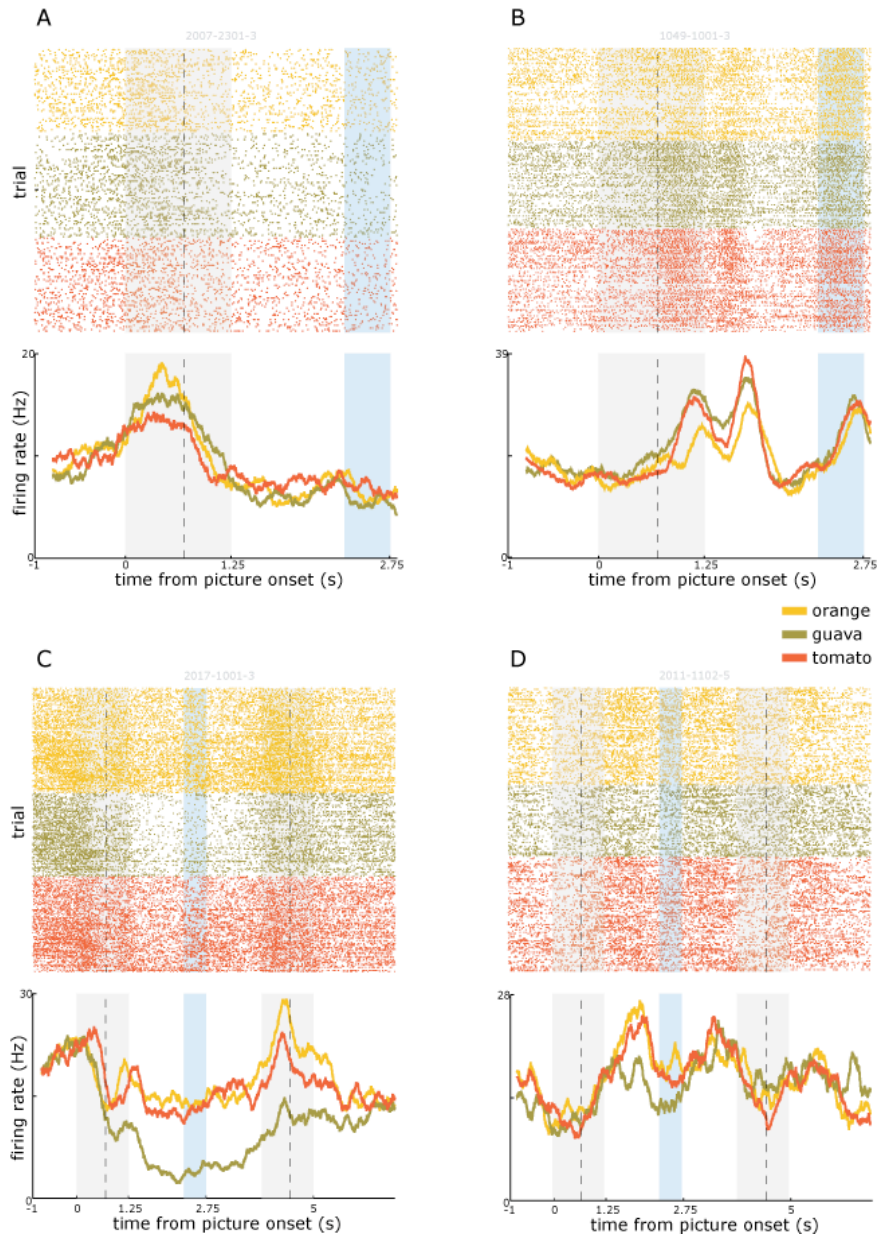 A
B
2007-2301-3
1049-1001-3
trial
20
39
firing rate (Hz)
0
0
-1
0
1.25
2.75
-1
0
1.25
2.75
time from picture onset (s)
time from picture onset (s)
orange
guava
tomato
C
D
2017-1001-3
2011-1102-5
trial
30
28
firing rate (Hz)
0
0
-1
0
1.25
2.75
5
-1
0
1.25
2.75
5
time from picture onset (s)
time from picture onset (s)